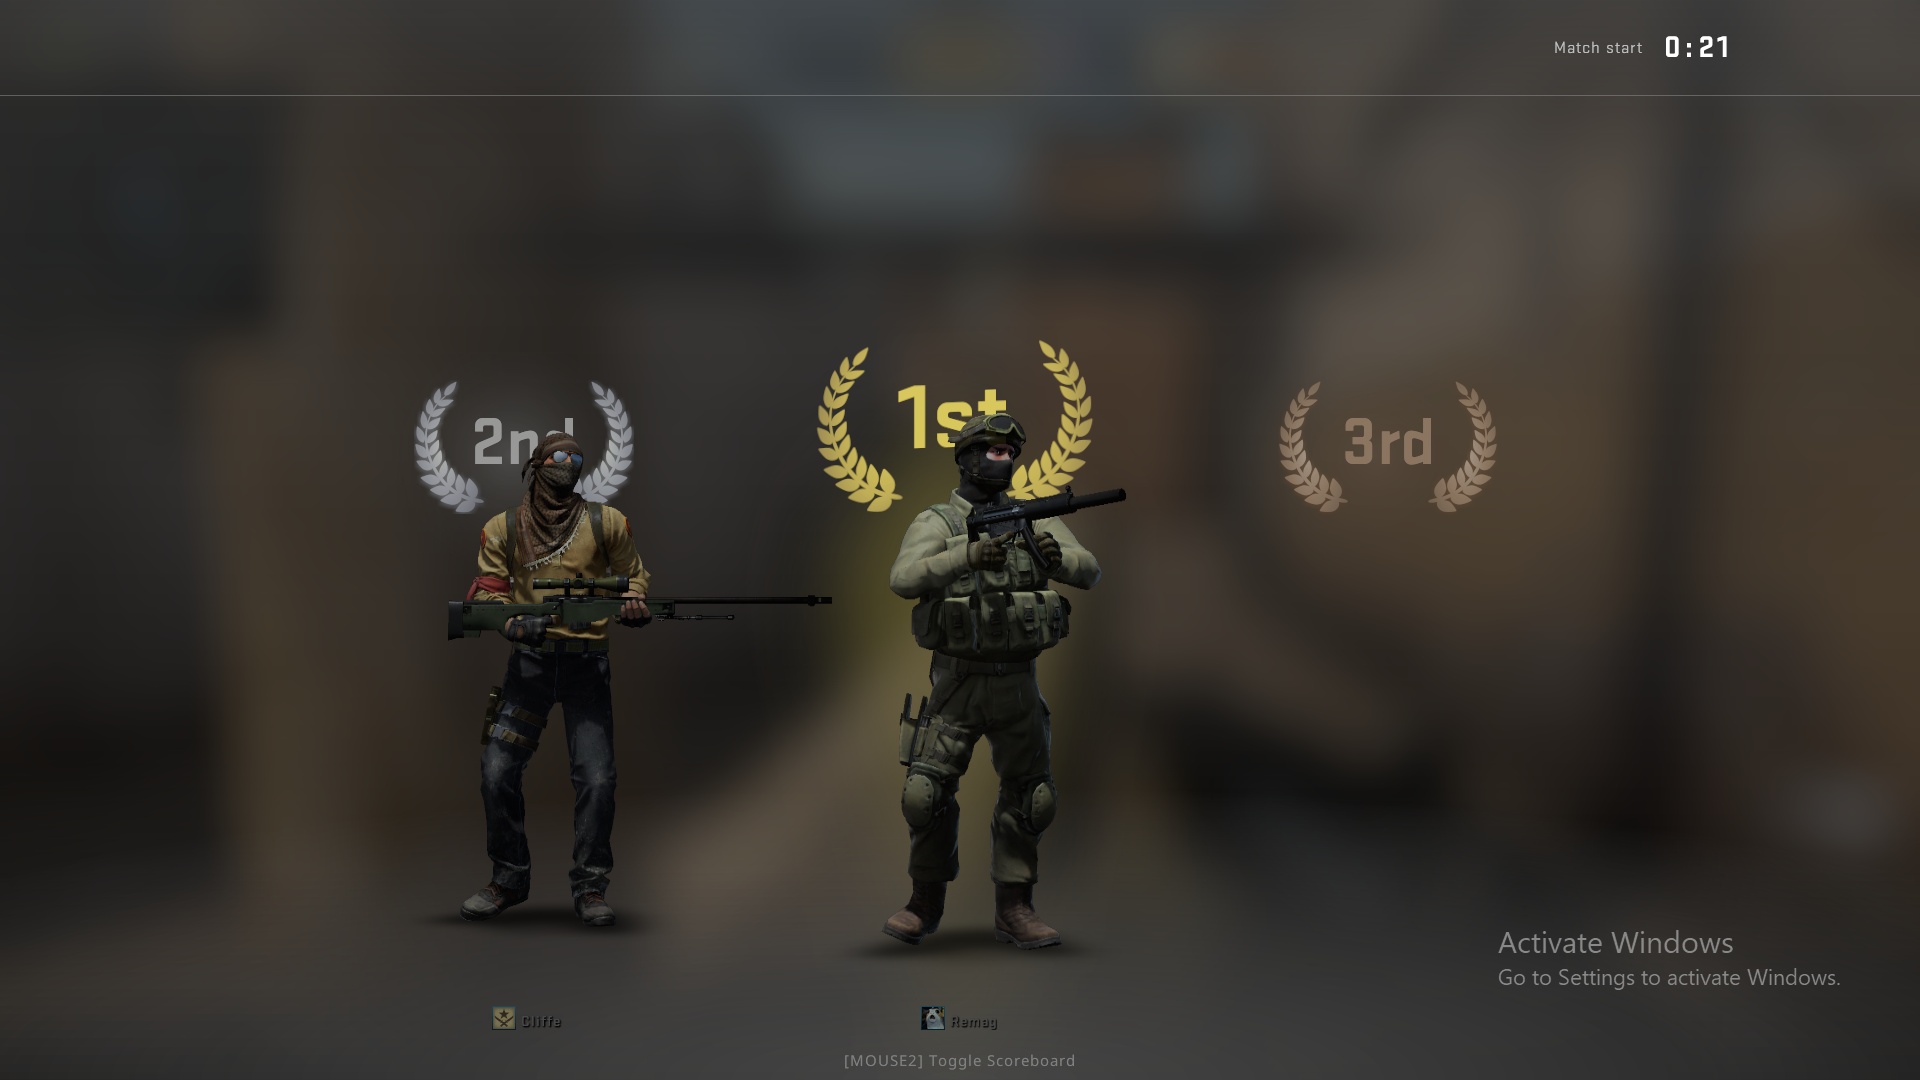 Match start 0:21
2nd
1st
3rd
Activate Windows
Go to Settings to activate Windows.
Cliffe
Remag
[MOUSE2] Toggle Scoreboard